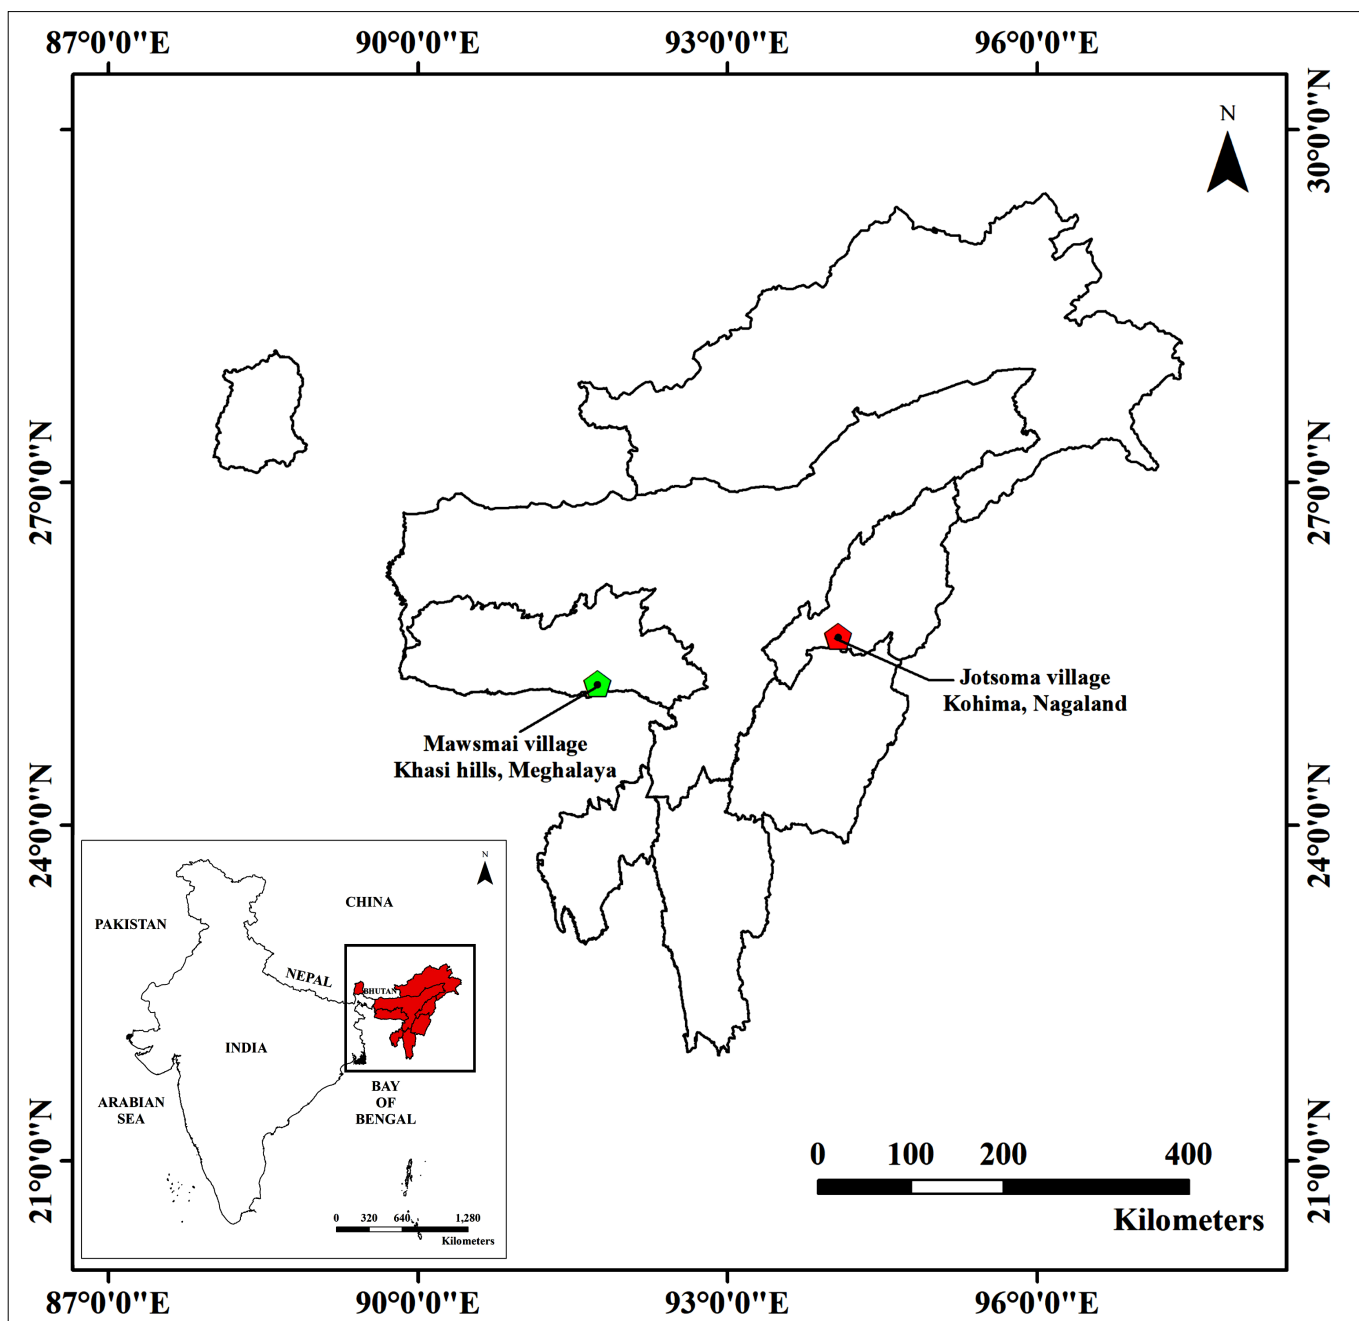 87°0'0"E 90°0'0"E 93°0'0"E 96°0'0"E
N
30°0'0"N
27°0'0"N
27°0'0"N
Jotsoma village
Kohima, Nagaland
Mawsmai village
Khasi hills, Meghalaya
24°0'0"N
24°0'0"N
N
CHINA
PAKISTAN
NEPAL
BHUTAN
INDIA
ARABIAN
SEA
BAY
OF
BENGAL
0 320 640 1,280
Kilometers
21°0'0"N
0 100 200 400
Kilometers
21°0'0"N
87°0'0"E 90°0'0"E 93°0'0"E 96°0'0"E